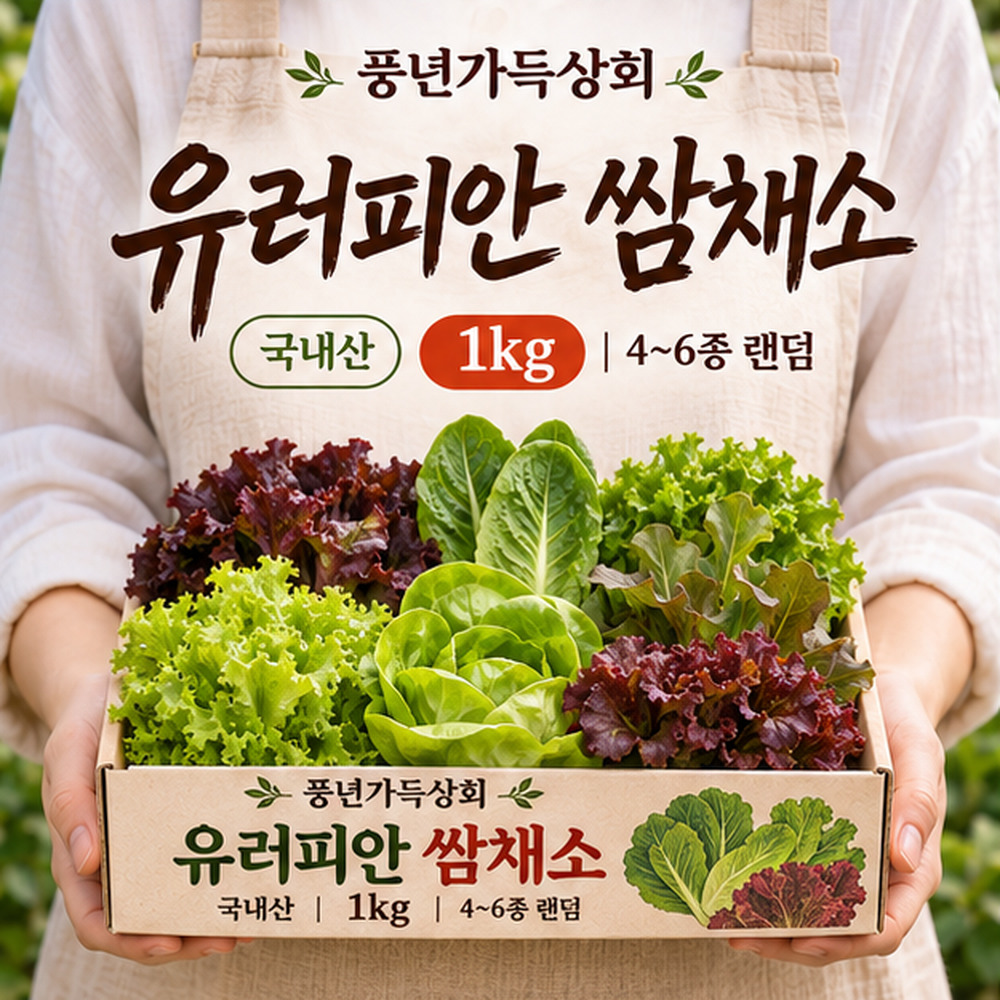 풍년가득상회
유러피안 쌈채소
국내산 1kg | 4~6종 랜덤
풍년가득상회
유러피안 쌈채소
국내산 | 1kg | 4~6종 랜덤